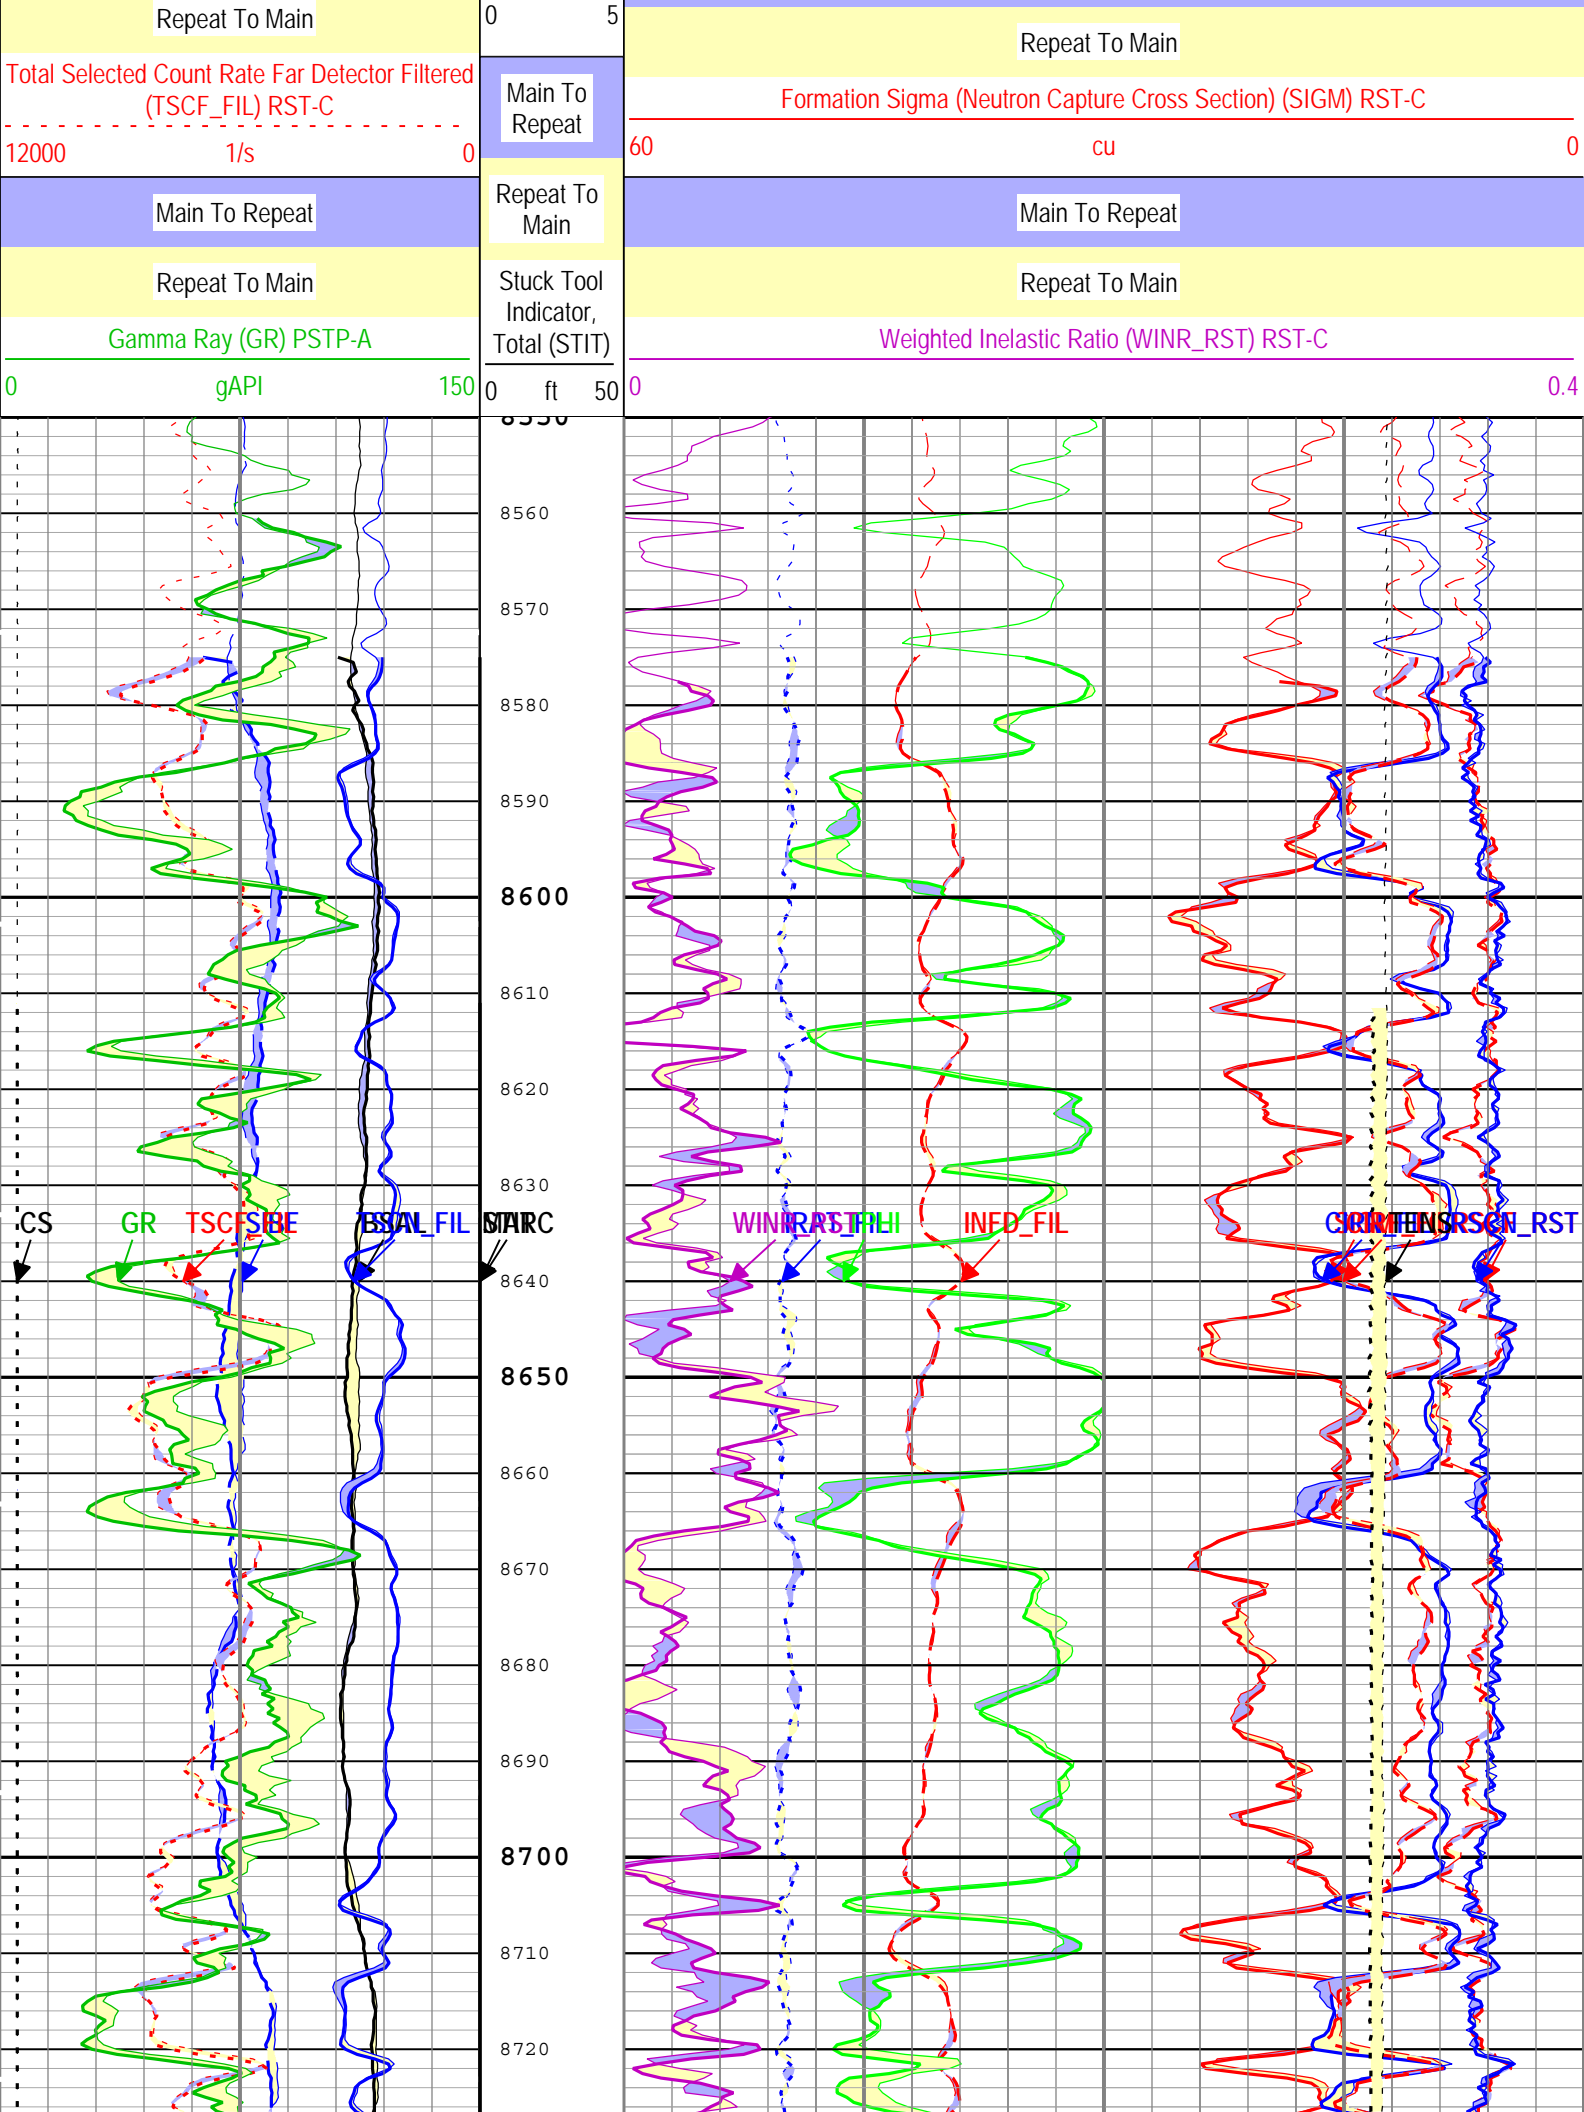 Repeat To Main
Total Selected Count Rate Far Detector Filtered
(TSCF_FIL) RST-C
12000 1/s 0
Main To Repeat
Repeat To Main
Gamma Ray (GR) PSTP-A
0 gAPI 150
0 5
Main To
Repeat
Repeat To
Main
Stuck Tool
Indicator,
Total (STIT)
0 ft 50
Repeat To Main
Formation Sigma (Neutron Capture Cross Section) (SIGM) RST-C
60 cu 0
Main To Repeat
Repeat To Main
Weighted Inelastic Ratio (WINR_RST) RST-C
0 0.4
8550
8560
8570
8580
8590
8600
8610
8620
8630
CS GR INFD_FIL
8640
8650
8660
8670
8680
8690
8700
8710
8720